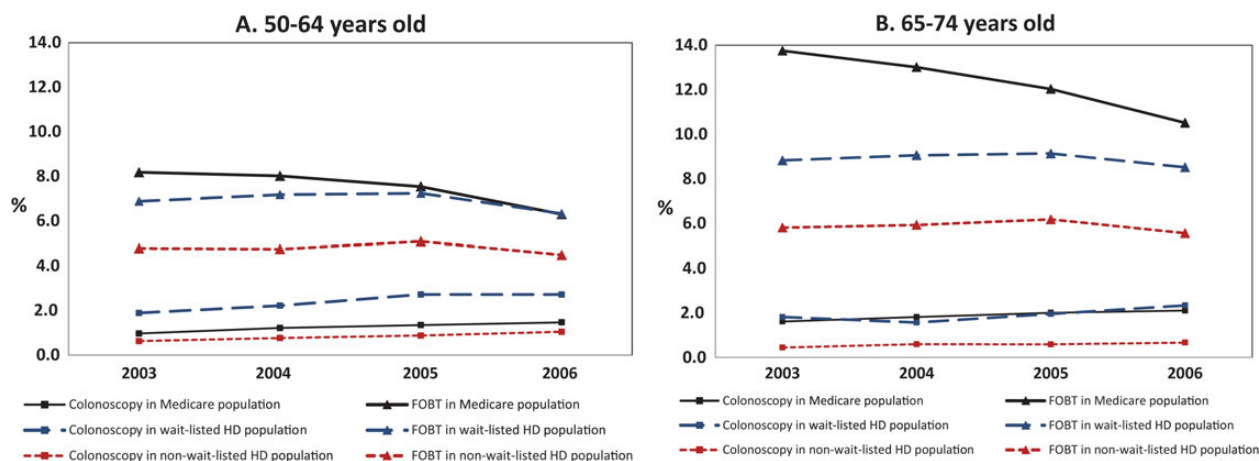 A. 50-64 years old
14.0
12.0
10.0
8.0
%
6.0
4.0
2.0
0.0
2003 2004 2005 2006
Colonoscopy in Medicare population FOBT in Medicare population
Colonoscopy in wait-listed HD population FOBT in wait-listed HD population
Colonoscopy in non-wait-listed HD population FOBT in non-wait-listed HD population
B. 65-74 years old
14.0
12.0
10.0
8.0
%
6.0
4.0
2.0
0.0
2003 2004 2005 2006
Colonoscopy in Medicare population FOBT in Medicare population
Colonoscopy in wait-listed HD population FOBT in wait-listed HD population
Colonoscopy in non-wait-listed HD population FOBT in non-wait-listed HD population